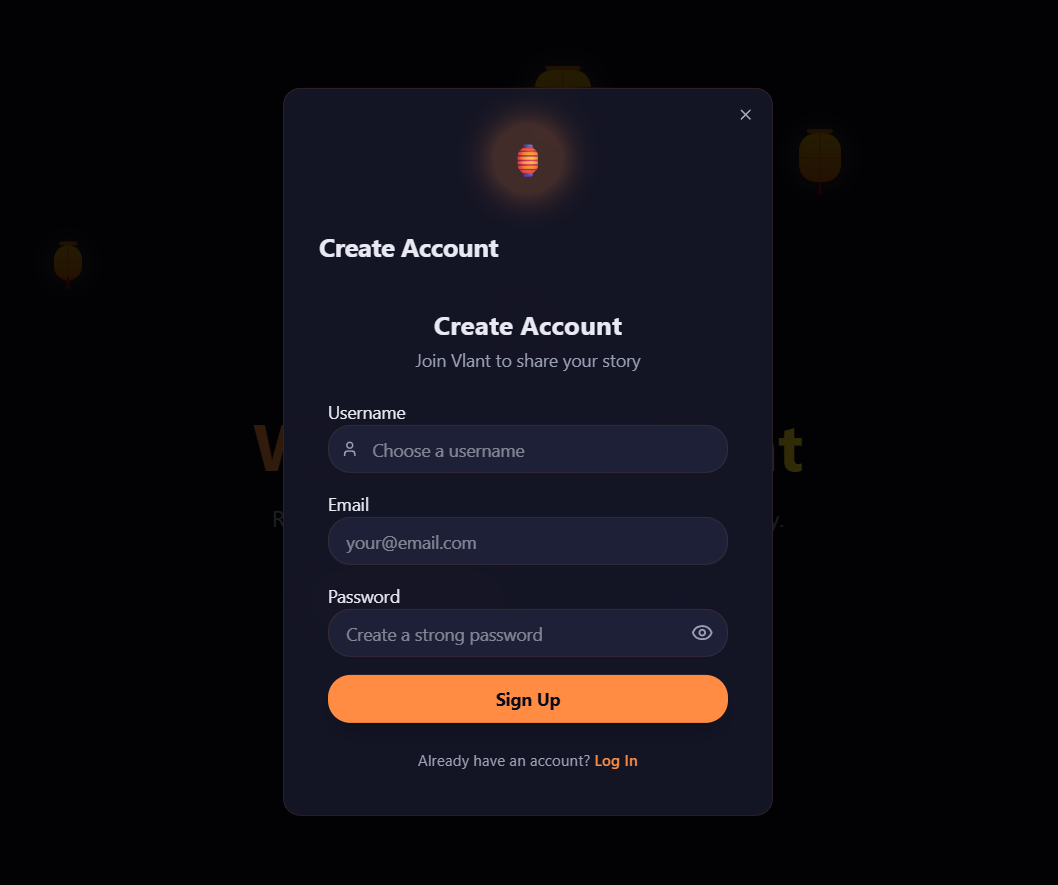 Create Account
Create Account
Join Vlant to share your story
Username
Choose a username
Email
your@email.com
Password
Create a strong password
Sign Up
Already have an account? Log In